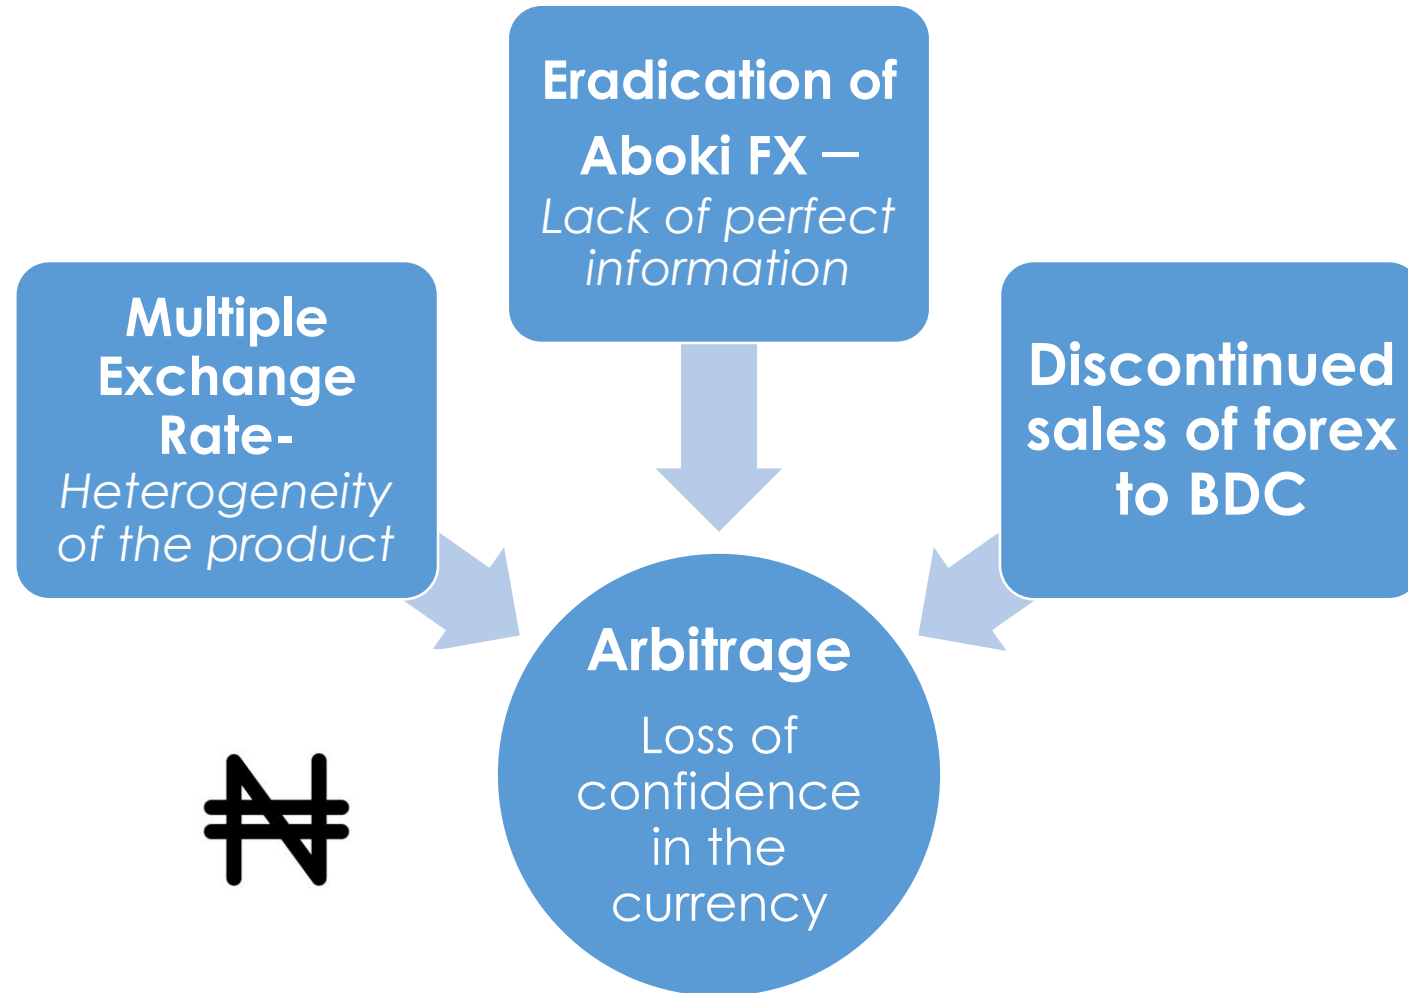 Eradication of
Aboki FX –
Lack of perfect
information
Multiple
Exchange
Rate-
Heterogeneity
of the product
Discontinued
sales of forex
to BDC
Arbitrage
Loss of
confidence
in the
currency
₦